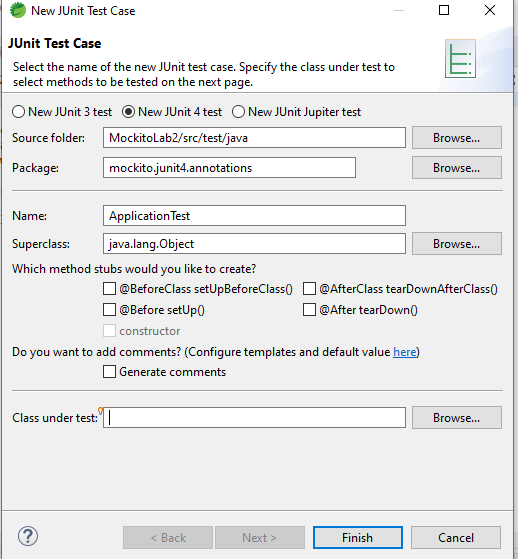 New JUnit Test Case
JUnit Test Case
Select the name of the new JUnit test case. Specify the class under test to
select methods to be tested on the next page.
New JUnit 3 test New JUnit 4 test New JUnit Jupiter test
Source folder: MockitoLab2/src/test/java Browse...
Package: mockito.junit4.annotations Browse...
Name: ApplicationTest
Superclass: java.lang.Object Browse...
Which method stubs would you like to create?
@BeforeClass setUpBeforeClass() @AfterClass tearDownAfterClass()
@Before setUp() @After tearDown()
constructor
Do you want to add comments? (Configure templates and default value here)
Generate comments
Class under test: Browse...
? < Back Next > Finish Cancel